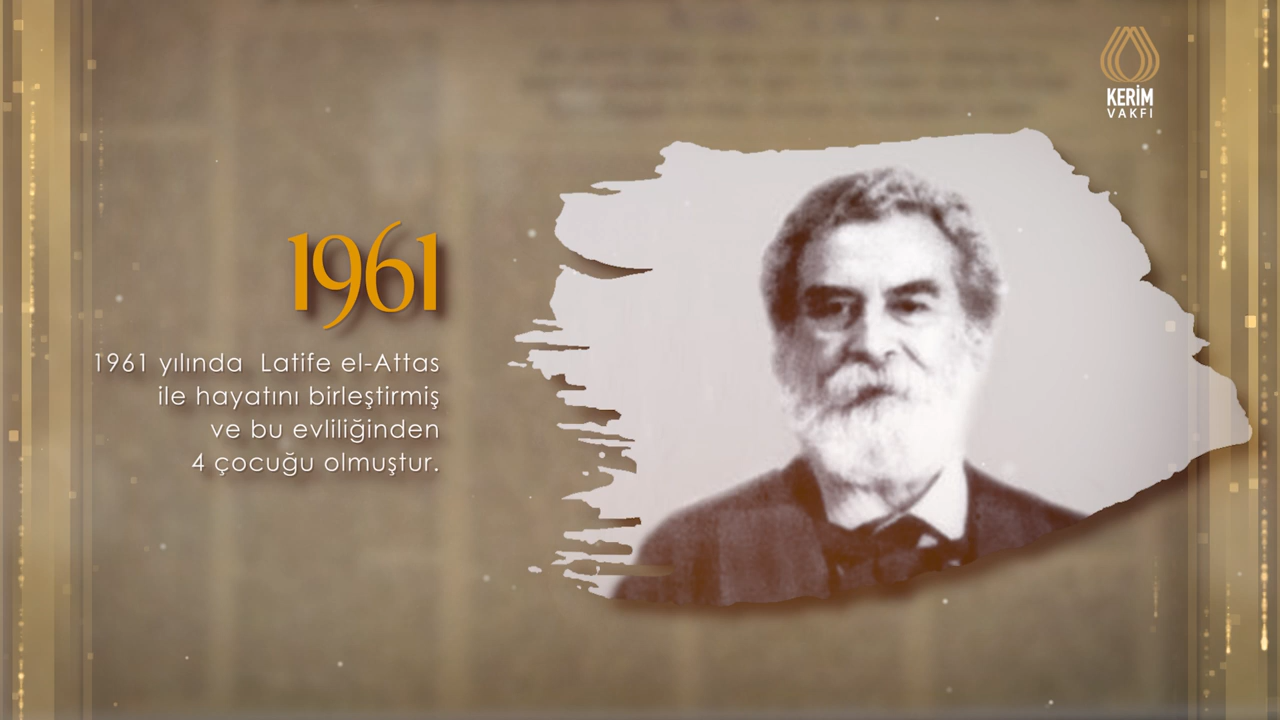 KERİM
VAKFI
1961
1961 yılında Latife el-Attas
ile hayatını birleştirmiş
ve bu evliliğinden
4 çocuğu olmuştur.